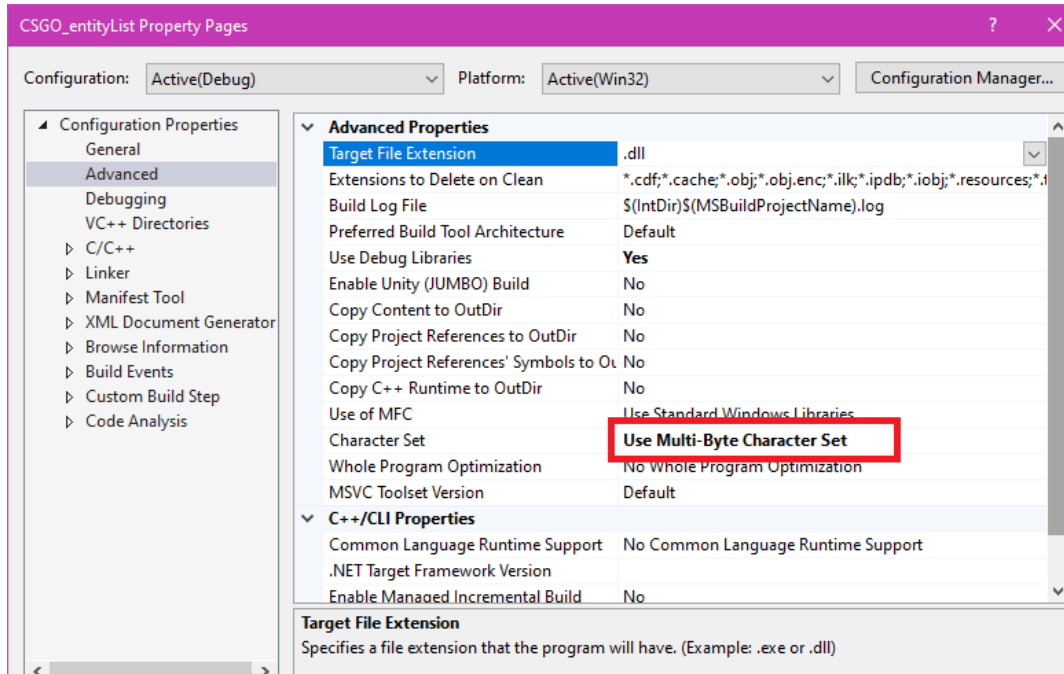 CSGO_entityList Property Pages ? ×
Configuration: Active(Debug) Platform: Active(Win32) Configuration Manager...
Configuration Properties
General
Advanced
Debugging
VC++ Directories
C/C++
Linker
Manifest Tool
XML Document Generator
Browse Information
Build Events
Custom Build Step
Code Analysis
Advanced Properties
Target File Extension .dll
Extensions to Delete on Clean *.cdf;*.cache;*.obj;*.obj.enc;*.ilk;*.ipdb;*.iobj;*.resources;*.t
Build Log File $(IntDir)$(MSBuildProjectName).log
Preferred Build Tool Architecture Default
Use Debug Libraries Yes
Enable Unity (JUMBO) Build No
Copy Content to OutDir No
Copy Project References to OutDir No
Copy Project References' Symbols to Ou No
Copy C++ Runtime to OutDir No
Use of MFC Use Standard Windows Libraries
Character Set Use Multi-Byte Character Set
Whole Program Optimization No Whole Program Optimization
MSVC Toolset Version Default
C++/CLI Properties
Common Language Runtime Support No Common Language Runtime Support
.NET Target Framework Version
Enable Managed Incremental Build No
Target File Extension
Specifies a file extension that the program will have. (Example: .exe or .dll)